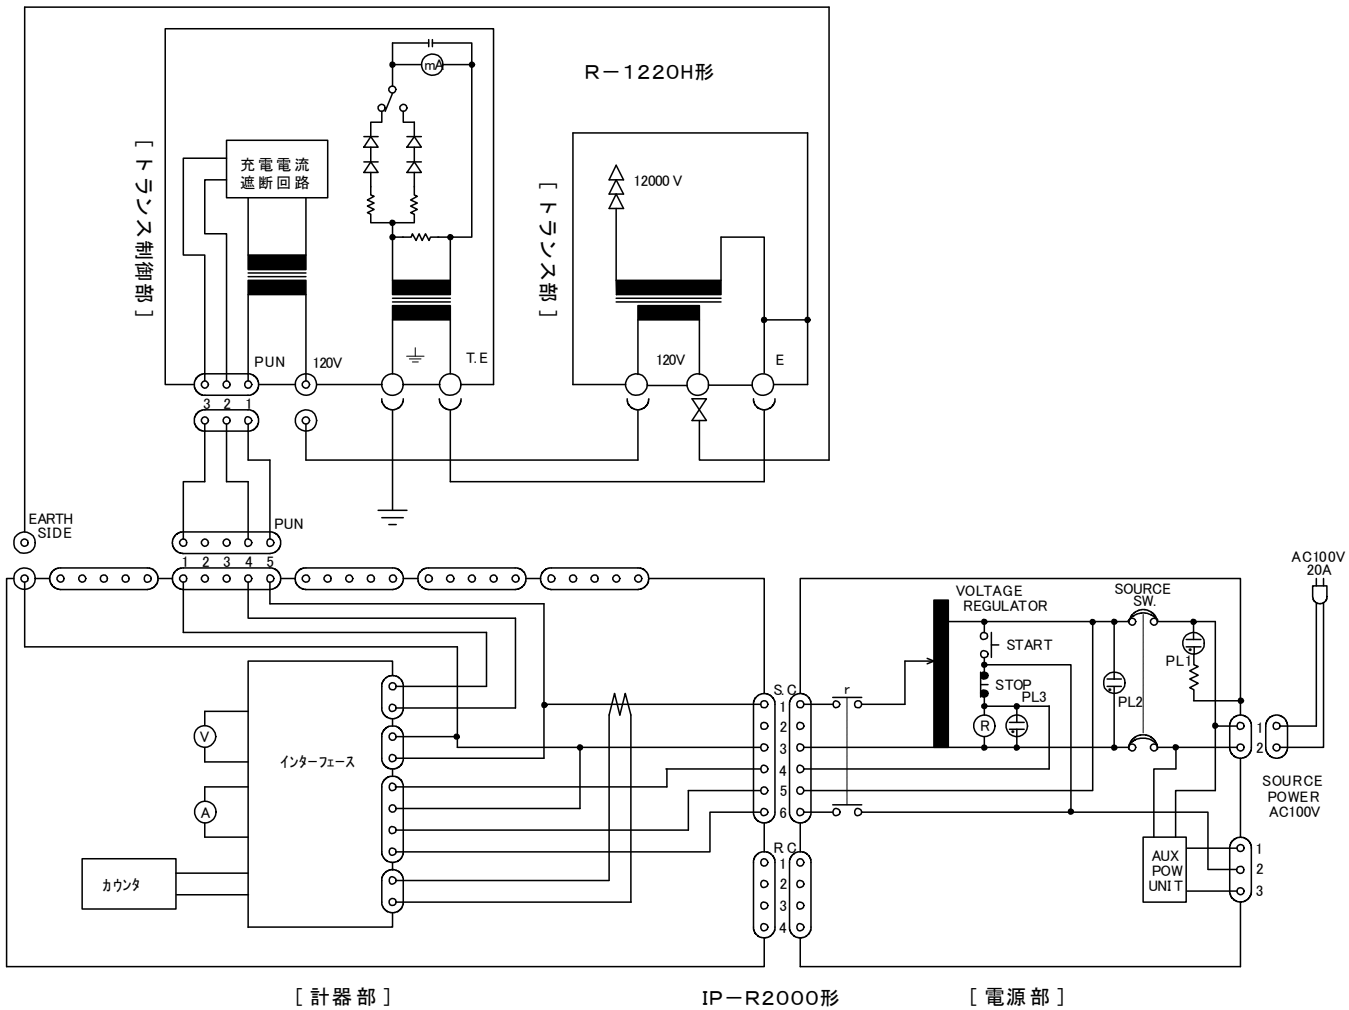 R－1220H形
mA
[トランス制御部]
充電電流
遮断回路
[トランス部]
12000V
PUN
120V
T.E
120V
E
3 2 1
EARTH
SIDE
PUN
1 2 3 4 5
AC100V
20A
VOLTAGE
REGULATOR
SOURCE
SW.
START
PL1
STOP
PL3
PL2
R
S.C
r
1
2
3
4
5
6
1
2
V
インターフェース
A
SOURCE
POWER
AC100V
カウンタ
R.C
1
2
3
4
AUX
POW
UNIT
1
2
3
[計器部]
IP－R2000形
[電源部]